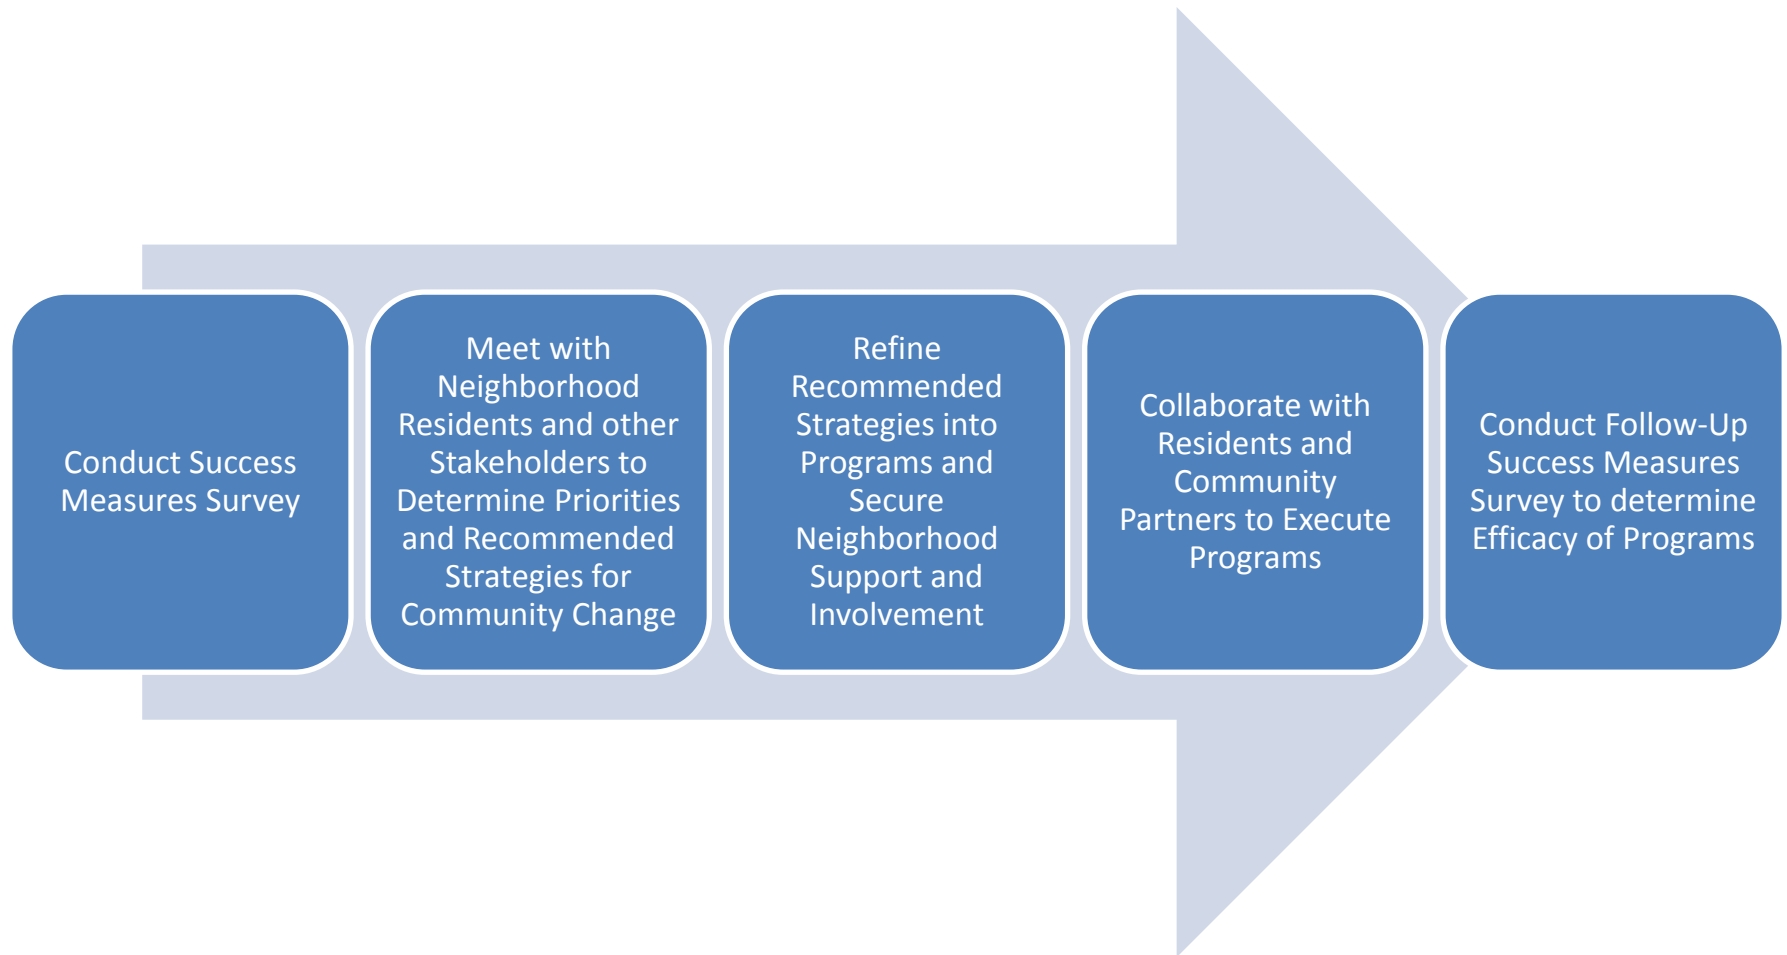 Conduct Success
Measures Survey
Meet with
Neighborhood
Residents and other
Stakeholders to
Determine Priorities
and Recommended
Strategies for
Community Change
Refine
Recommended
Strategies into
Programs and
Secure
Neighborhood
Support and
Involvement
Collaborate with
Residents and
Community
Partners to Execute
Programs
Conduct Follow-Up
Success Measures
Survey to determine
Efficacy of Programs